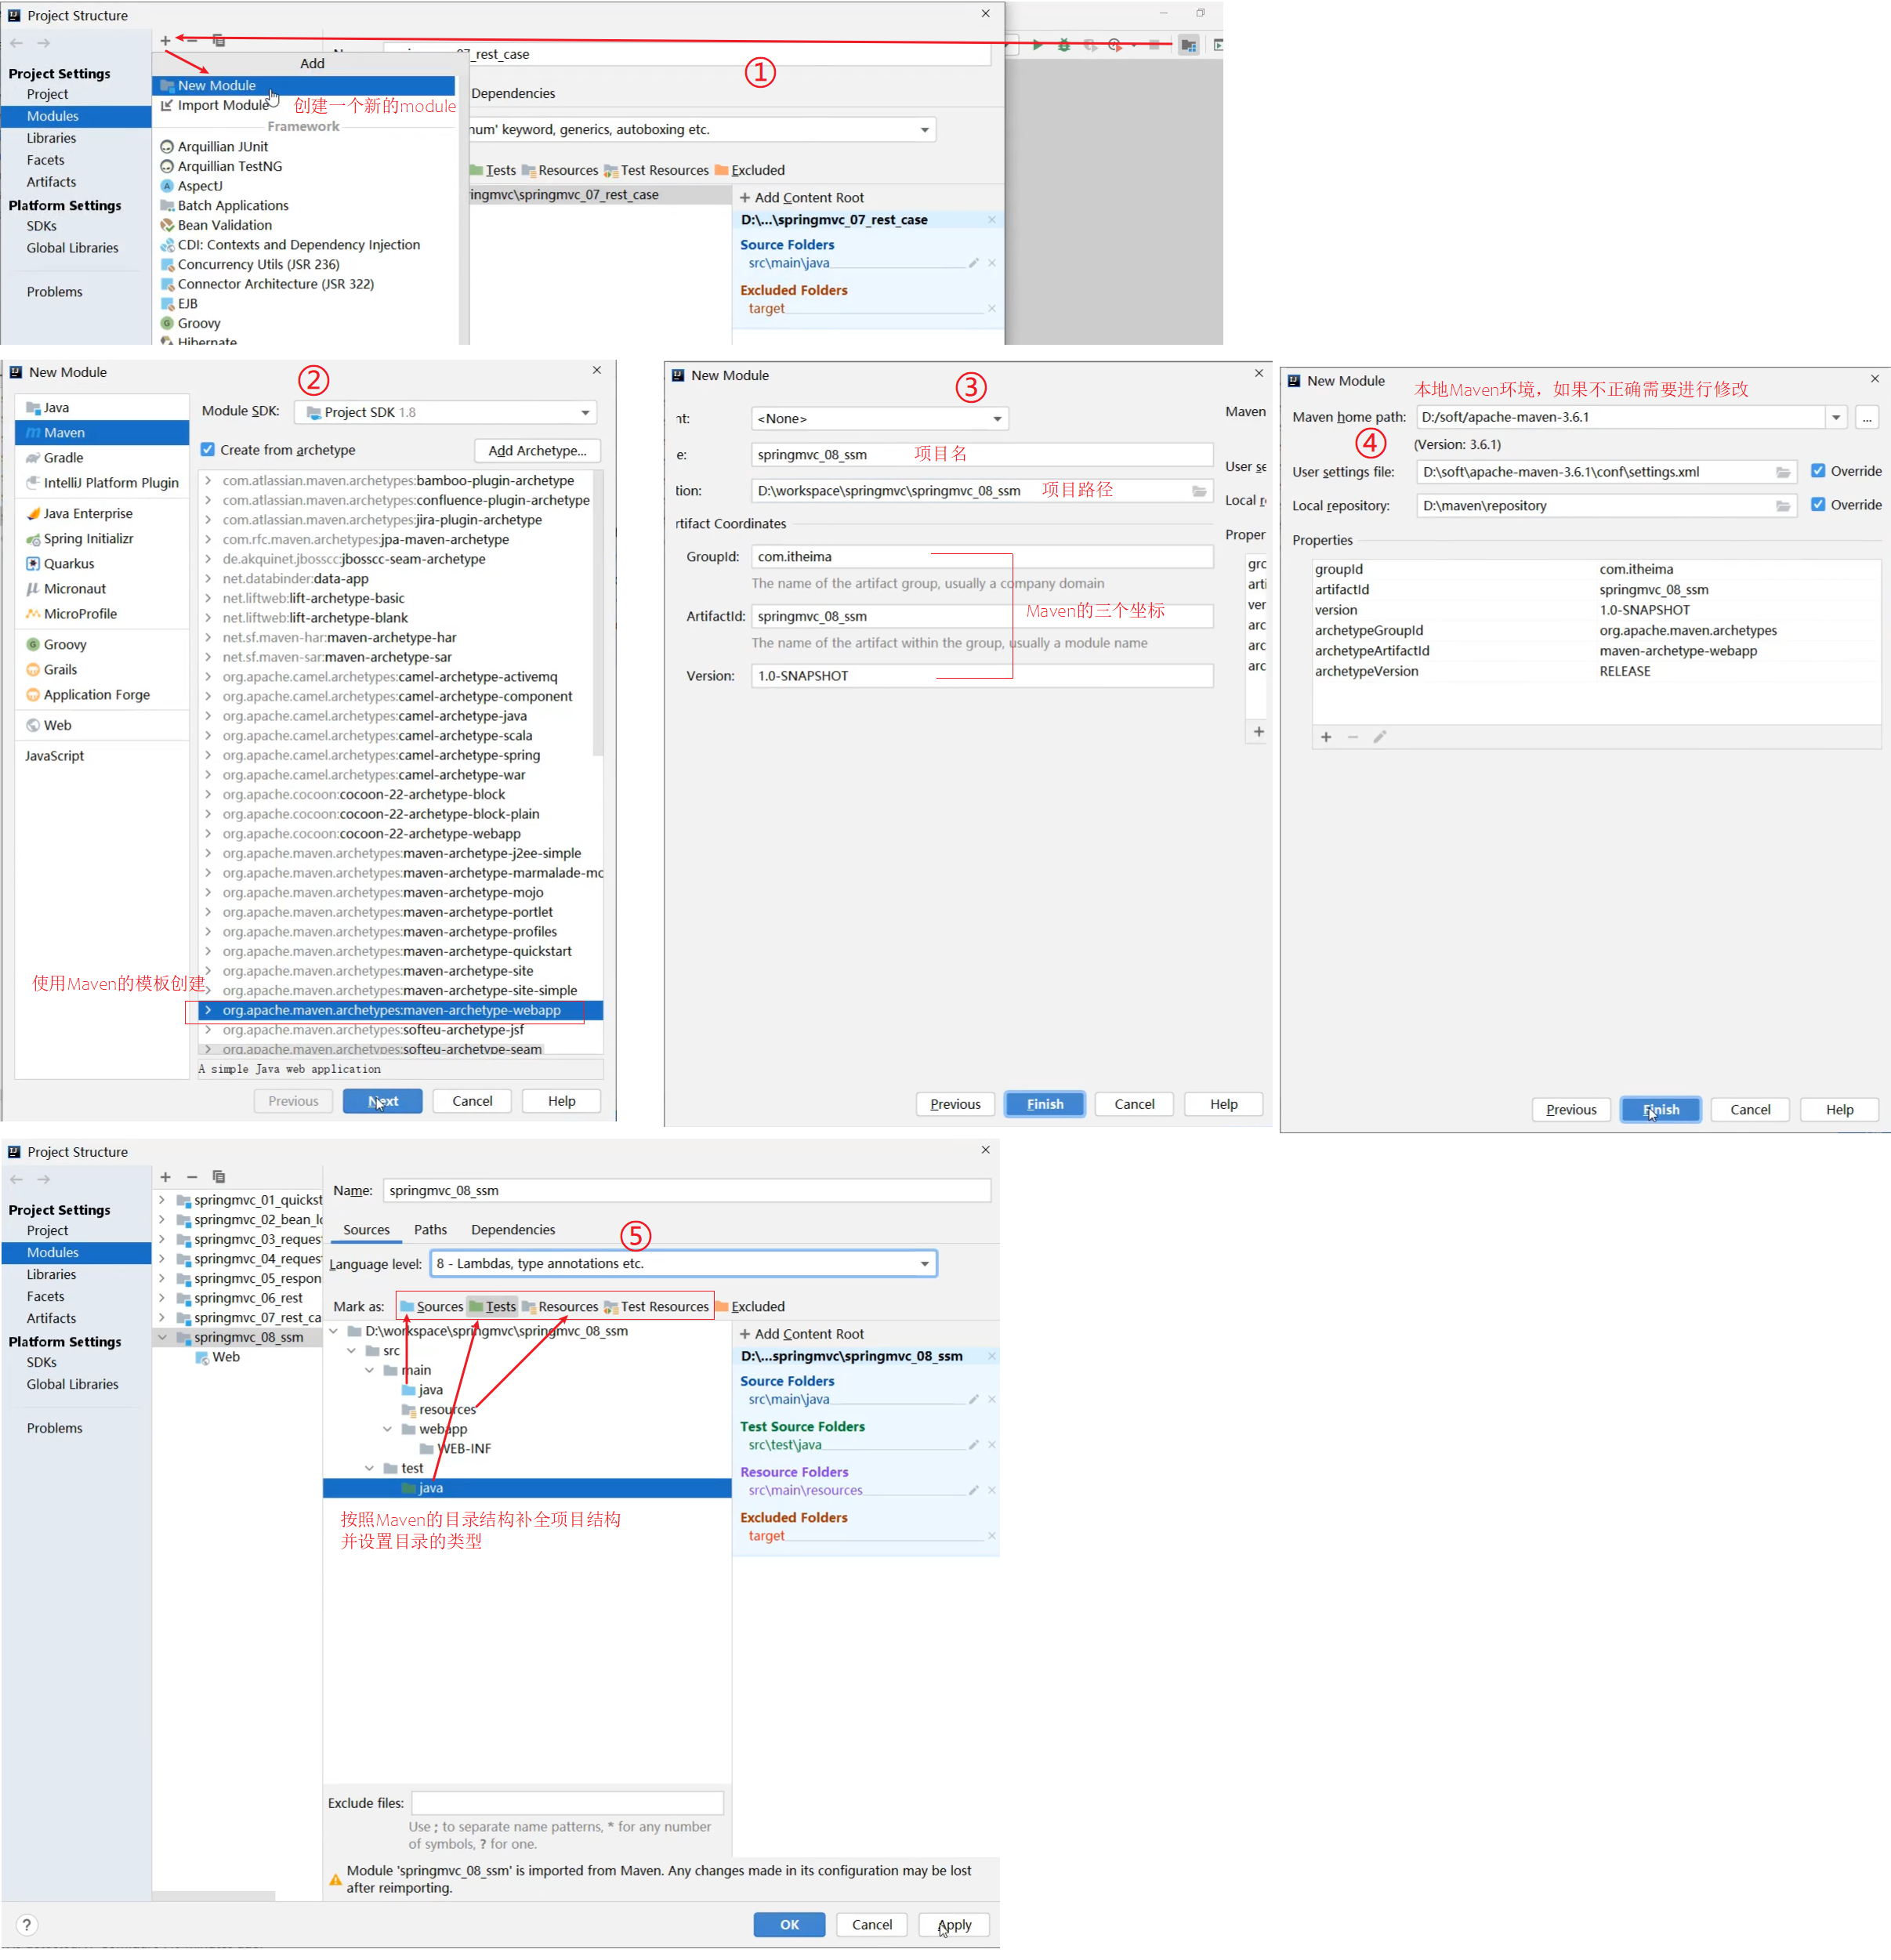 Project Structure
Add
Project Settings
Project
Modules
Libraries
Facets
Artifacts
Platform Settings
SDKs
Global Libraries
Problems
New Module
Import Module
创建一个新的module
Framework
Arquillian JUnit
Arquillian TestNG
AspectJ
Batch Applications
Bean Validation
CDI: Contexts and Dependency Injection
Concurrency Utils (JSR 236)
Connector Architecture (JSR 322)
EJB
Groovy
Hibernate
07_rest_case
①
Dependencies
num' keyword, generics, autoboxing etc.
Tests Resources Test Resources Excluded
ingmvc\springmvc_07_rest_case
+ Add Content Root
D:\...\springmvc_07_rest_case
Source Folders
src\main\java
Excluded Folders
target
New Module
②
Java
Maven
Gradle
IntelliJ Platform Plugin
Java Enterprise
Spring Initializr
Quarkus
Micronaut
MicroProfile
Groovy
Grails
Application Forge
Web
JavaScript
Module SDK: Project SDK 1.8
Create from archetype
Add Archetype...
com.atlassian.maven.archetypes:bamboo-plugin-archetype
com.atlassian.maven.archetypes:confluence-plugin-archetype
com.atlassian.maven.archetypes:jira-plugin-archetype
com.rfc.maven.archetypes:jpa-maven-archetype
de.akquinet.jbosscc:jbosscc-seam-archetype
net.databinder:data-app
net.liftweb:lift-archetype-basic
net.liftweb:lift-archetype-blank
net.sf.maven-har:maven-archetype-har
net.sf.maven-sar:maven-archetype-sar
org.apache.camel.archetypes:camel-archetype-activemq
org.apache.camel.archetypes:camel-archetype-component
org.apache.camel.archetypes:camel-archetype-java
org.apache.camel.archetypes:camel-archetype-scala
org.apache.camel.archetypes:camel-archetype-spring
org.apache.camel.archetypes:camel-archetype-war
org.apache.cocoon:cocoon-22-archetype-block
org.apache.cocoon:cocoon-22-archetype-block-plain
org.apache.cocoon:cocoon-22-archetype-webapp
org.apache.maven.archetypes:maven-archetype-j2ee-simple
org.apache.maven.archetypes:maven-archetype-marmalade-mc
org.apache.maven.archetypes:maven-archetype-mojo
org.apache.maven.archetypes:maven-archetype-portlet
org.apache.maven.archetypes:maven-archetype-profiles
org.apache.maven.archetypes:maven-archetype-quickstart
org.apache.maven.archetypes:maven-archetype-site
org.apache.maven.archetypes:maven-archetype-site-simple
org.apache.maven.archetypes:maven-archetype-webapp
org.apache.maven.archetypes:softeu-archetype-jsf
org.apache.maven.archetypes:softeu-archetype-seam
使用Maven的模板创建
A simple Java web application
Previous Next Cancel Help
New Module
③
nt: <None>
e: springmvc_08_ssm 项目名
tion: D:\workspace\springmvc\springmvc_08_ssm 项目路径
rtifact Coordinates
GroupId: com.itheima
The name of the artifact group, usually a company domain
ArtifactId: springmvc_08_ssm
Maven的三个坐标
The name of the artifact within the group, usually a module name
Version: 1.0-SNAPSHOT
Maven
User se
Local r
Proper
grc
arti
ver
arc
arc
arc
Previous Finish Cancel Help
New Module
本地Maven环境，如果不正确需要进行修改
Maven home path: D:/soft/apache-maven-3.6.1 ...
④
(Version: 3.6.1)
User settings file: D:\soft\apache-maven-3.6.1\conf\settings.xml Override
Local repository: D:\maven\repository Override
Properties
groupId com.itheima
artifactId springmvc_08_ssm
version 1.0-SNAPSHOT
archetypeGroupId org.apache.maven.archetypes
archetypeArtifactId maven-archetype-webapp
archetypeVersion RELEASE
Previous Finish Cancel Help
Project Structure
Project Settings
Project
Modules
Libraries
Facets
Artifacts
Platform Settings
SDKs
Global Libraries
Problems
springmvc_01_quickst
springmvc_02_bean_lo
springmvc_03_reques
springmvc_04_reques
springmvc_05_respon
springmvc_06_rest
springmvc_07_rest_ca
springmvc_08_ssm
Web
Name: springmvc_08_ssm
Sources Paths Dependencies
⑤
Language level: 8 - Lambdas, type annotations etc.
Mark as: Sources Tests Resources Test Resources Excluded
D:\workspace\springmvc\springmvc_08_ssm
src
main
java
resources
webapp
WEB-INF
test
java
按照Maven的目录结构补全项目结构
并设置目录的类型
+ Add Content Root
D:\...springmvc\springmvc_08_ssm
Source Folders
src\main\java
Test Source Folders
src\test\java
Resource Folders
src\main\resources
Excluded Folders
target
Exclude files:
Use ; to separate name patterns, * for any number
of symbols, ? for one.
Module 'springmvc_08_ssm' is imported from Maven. Any changes made in its configuration may be lost
after reimporting.
?
OK Cancel Apply